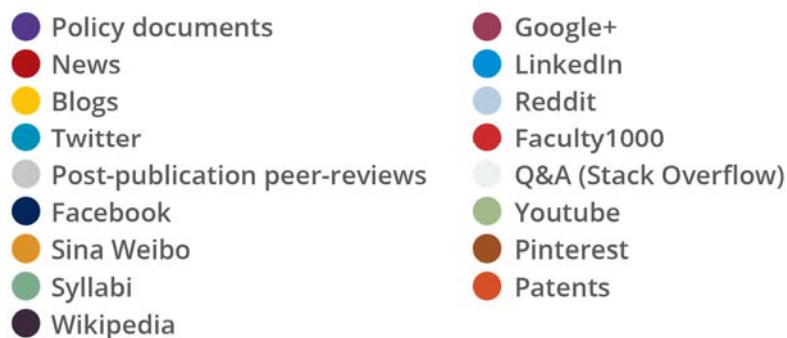 Policy documents
News
Blogs
Twitter
Post-publication peer-reviews
Facebook
Sina Weibo
Syllabi
Wikipedia
Google+
LinkedIn
Reddit
Faculty1000
Q&A (Stack Overflow)
Youtube
Pinterest
Patents